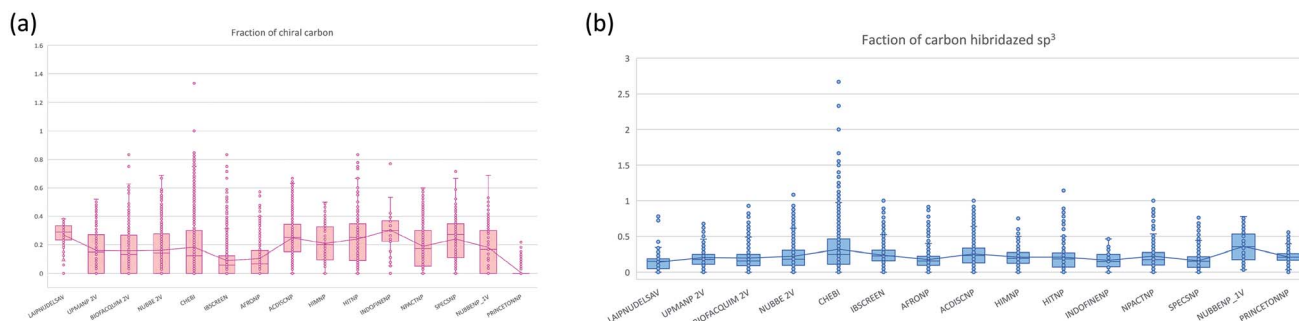 (a)
Fraction of chiral carbon
1.6
1.4
1.2
1
0.8
0.6
0.4
0.2
0
LAIPNUDELSAV
UPMANP 2V
BIOFACQUIM 2V
NUBBE 2V
CHEBI
IBSCREEN
AFRONP
ACDISCNP
HIMNP
HITNP
INDOFINENP
NPACTNP
SPECSNP
NUBBENP_1V
PRINCETONNP
(b)
Faction of carbon hibridazed sp³
3
2.5
2
1.5
1
0.5
0
LAIPNUDELSAV
UPMANP 2V
BIOFACQUIM 2V
NUBBE 2V
CHEBI
IBSCREEN
AFRONP
ACDISCNP
HIMNP
HITNP
INDOFINENP
NPACTNP
SPECSNP
NUBBENP_1V
PRINCETONNP